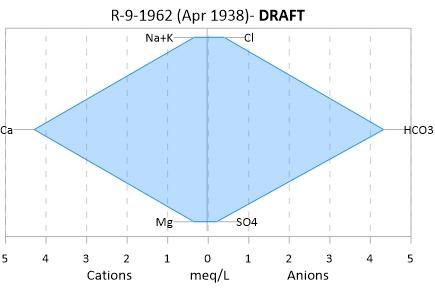 R-9-1962 (Apr 1938)- DRAFT
Na+K Cl
Ca HCO3
Mg SO4
5 4 3 2 1 0 1 2 3 4 5
Cations meq/L Anions